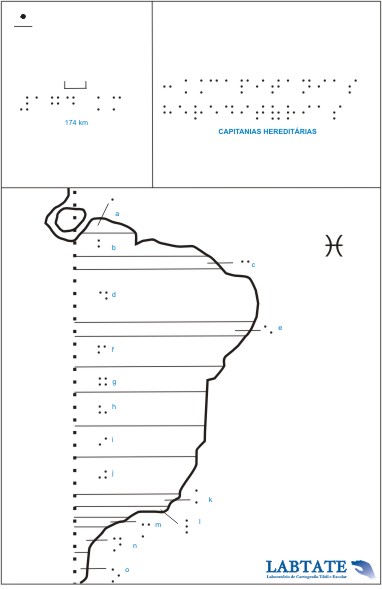 174 km
CAPITANIAS HEREDITÁRIAS
a
b
c
d
e
f
g
h
i
j
k
l
m
n
o
LABTATE
Laboratório de Cartografia Tátil e Escolar